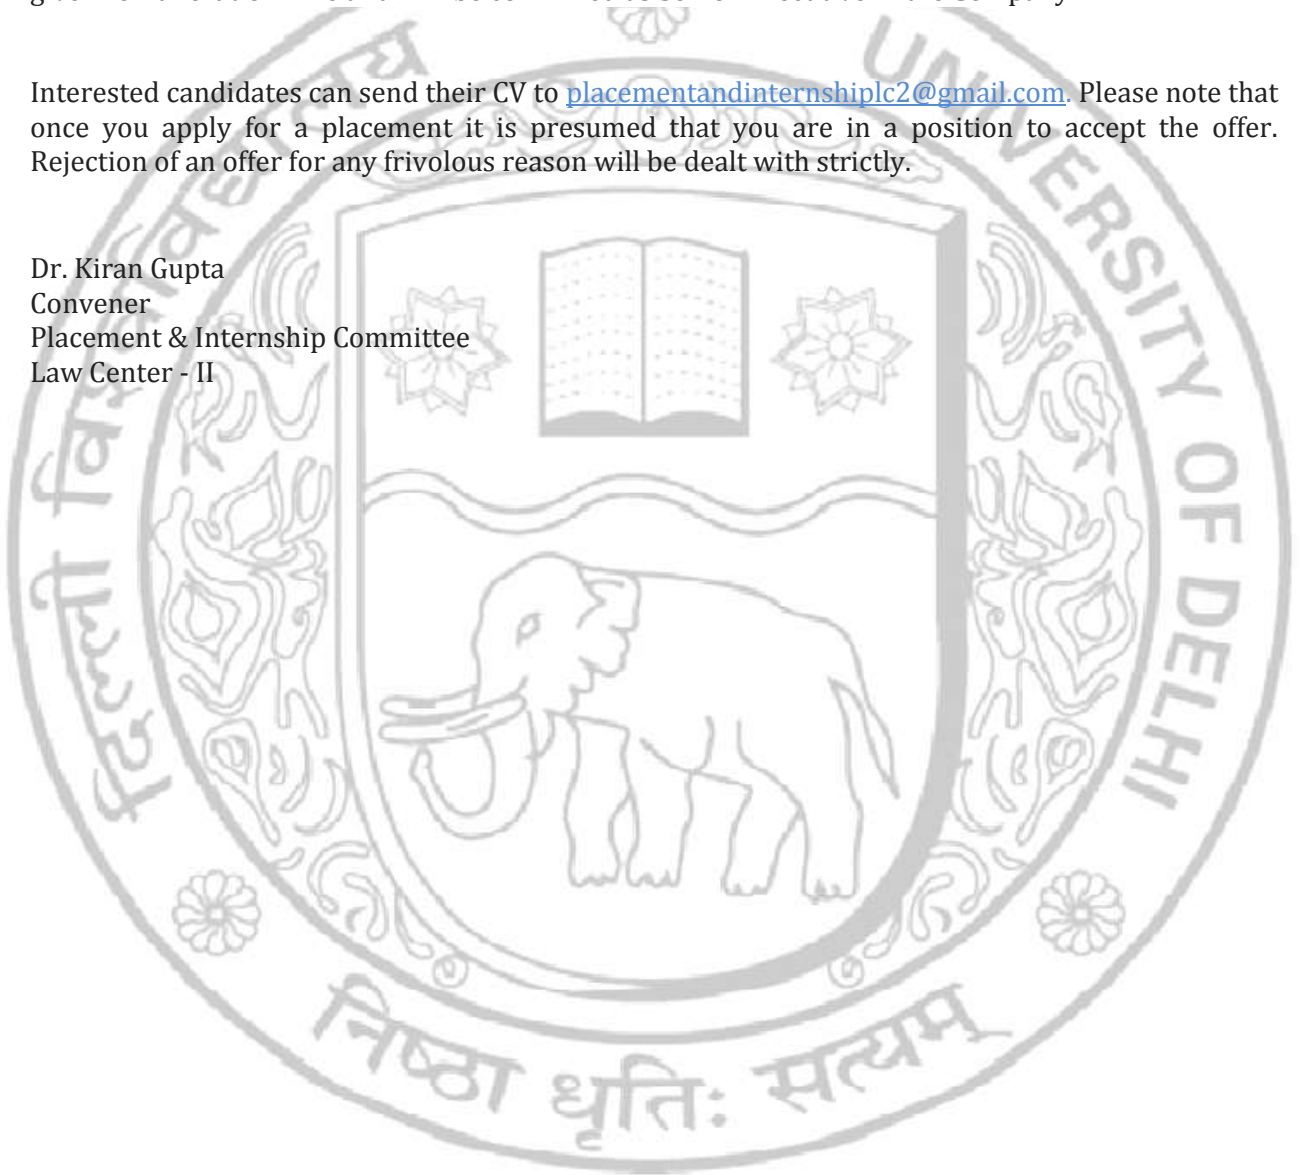 Interested candidates can send their CV to placementandinternshiplc2@gmail.com. Please note that
once you apply for a placement it is presumed that you are in a position to accept the offer.
Rejection of an offer for any frivolous reason will be dealt with strictly.
Dr. Kiran Gupta
Convener
Placement & Internship Committee
Law Center - II
दिल्ली विश्वविद्यालय
UNIVERSITY OF DELHI
निष्ठा धृतिः सत्यम्